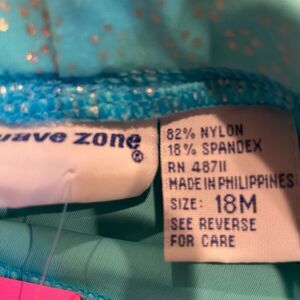 wave zone
®
82% NYLON
18% SPANDEX
RN 48711
MADE IN PHILIPPINES
SIZE: 18M
SEE REVERSE
FOR CARE